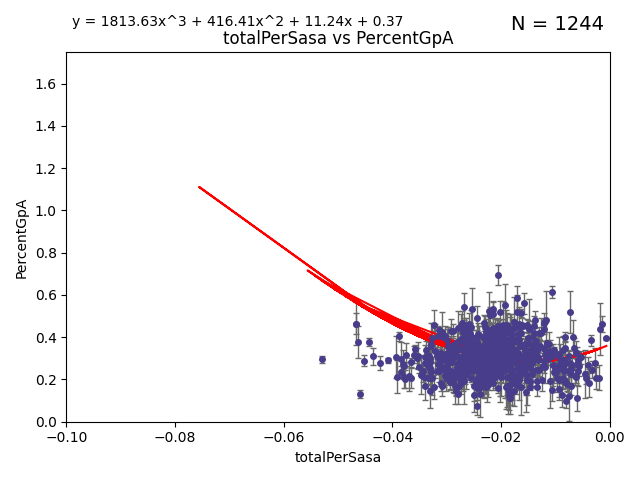 y = 1813.63x^3 + 416.41x^2 + 11.24x + 0.37
N = 1244
totalPerSasa vs PercentGpA
PercentGpA
1.6
1.4
1.2
1.0
0.8
0.6
0.4
0.2
0.0
−0.10 −0.08 −0.06 −0.04 −0.02 0.00
totalPerSasa